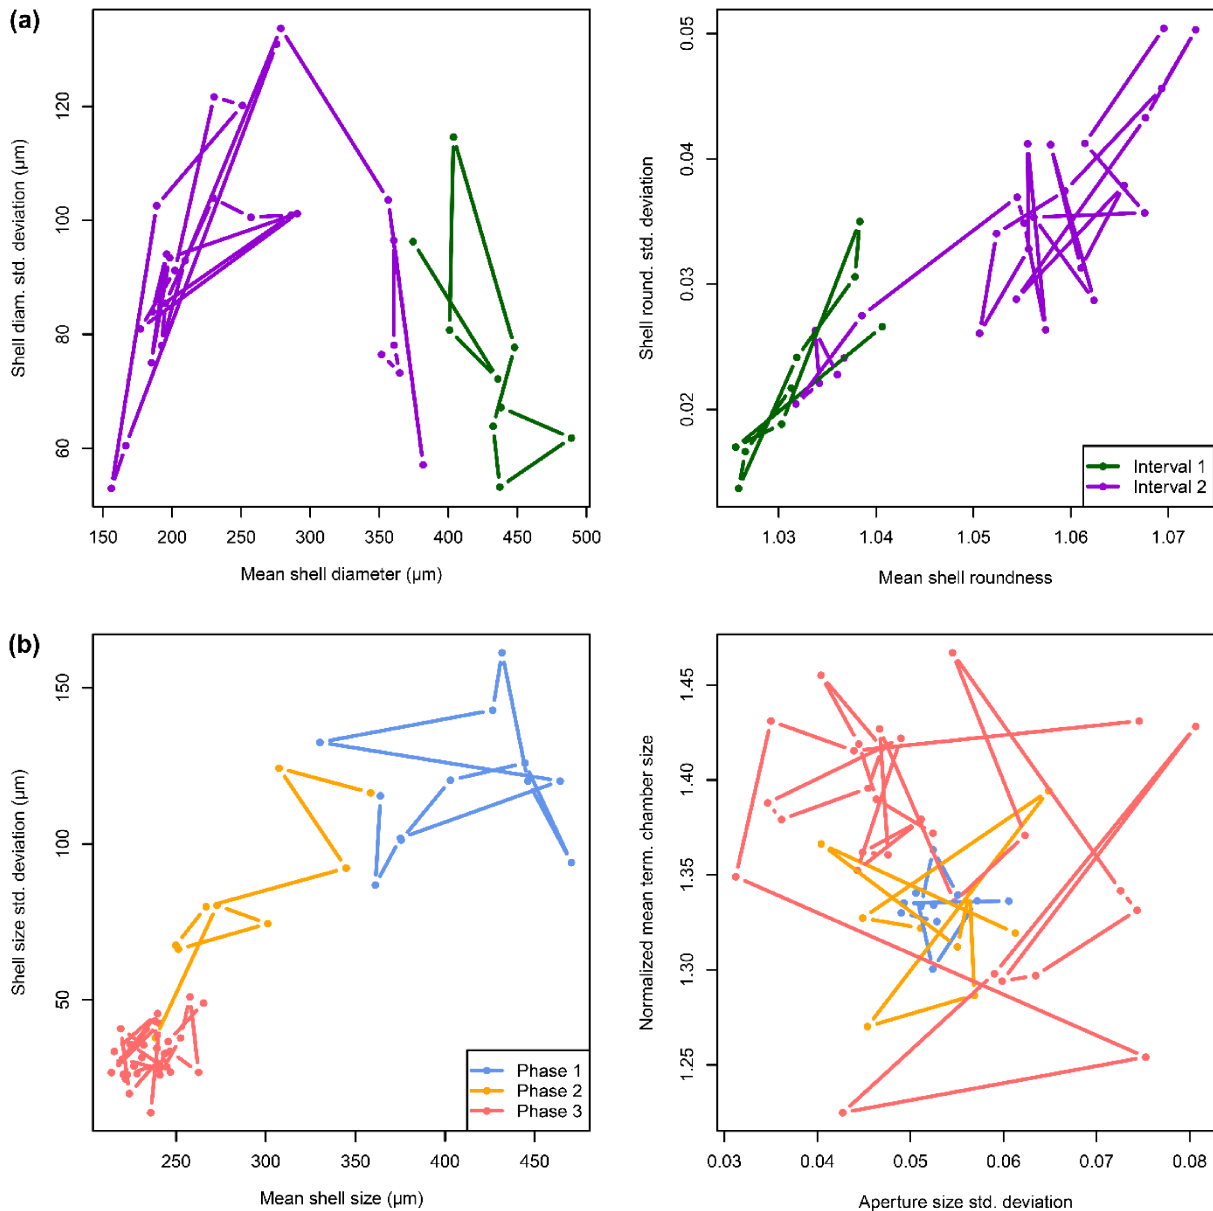 (a)
Shell diam. std. deviation (µm)
120
100
80
60
150 200 250 300 350 400 450 500
Mean shell diameter (µm)
Shell round. std. deviation
0.05
0.04
0.03
0.02
1.03 1.04 1.05 1.06 1.07
Mean shell roundness
Interval 1
Interval 2
(b)
Shell size std. deviation (µm)
150
100
50
250 300 350 400 450
Mean shell size (µm)
Phase 1
Phase 2
Phase 3
Normalized mean term. chamber size
1.45
1.40
1.35
1.30
1.25
0.03 0.04 0.05 0.06 0.07 0.08
Aperture size std. deviation